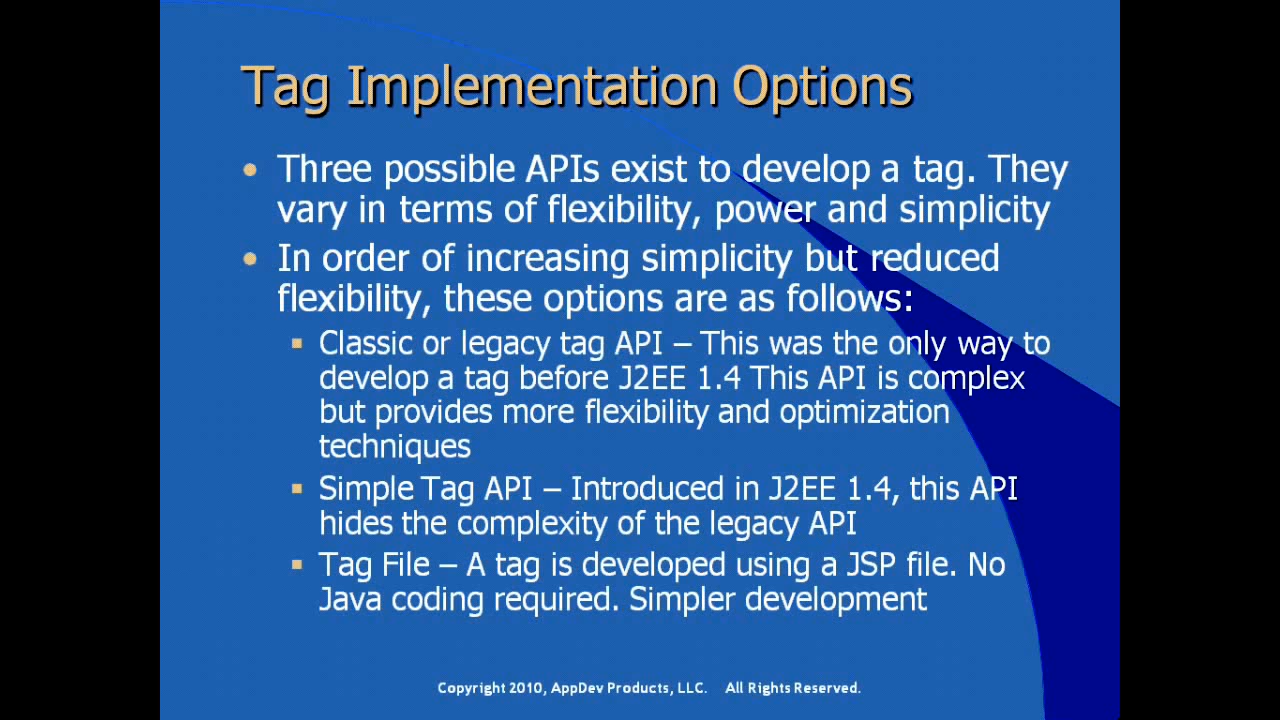 Tag Implementation Options
• Three possible APIs exist to develop a tag. They
vary in terms of flexibility, power and simplicity
• In order of increasing simplicity but reduced
flexibility, these options are as follows:
▪ Classic or legacy tag API – This was the only way to
develop a tag before J2EE 1.4 This API is complex
but provides more flexibility and optimization
techniques
▪ Simple Tag API – Introduced in J2EE 1.4, this API
hides the complexity of the legacy API
▪ Tag File – A tag is developed using a JSP file. No
Java coding required. Simpler development
Copyright 2010, AppDev Products, LLC. All Rights Reserved.